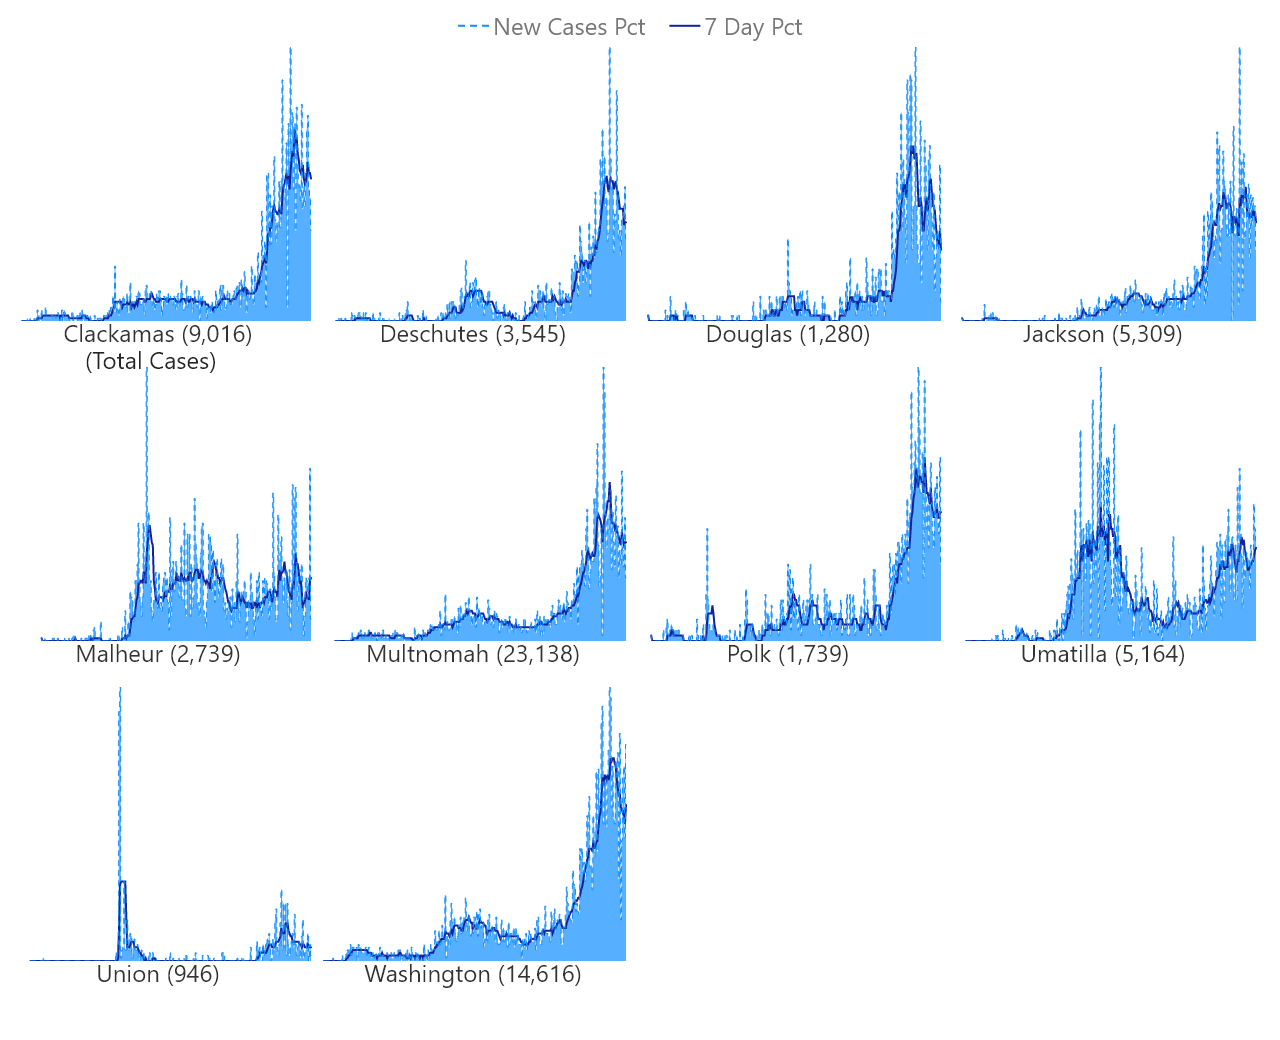 New Cases Pct 7 Day Pct
Clackamas (9,016)
(Total Cases)
Deschutes (3,545)
Douglas (1,280)
Jackson (5,309)
Malheur (2,739)
Multnomah (23,138)
Polk (1,739)
Umatilla (5,164)
Union (946)
Washington (14,616)